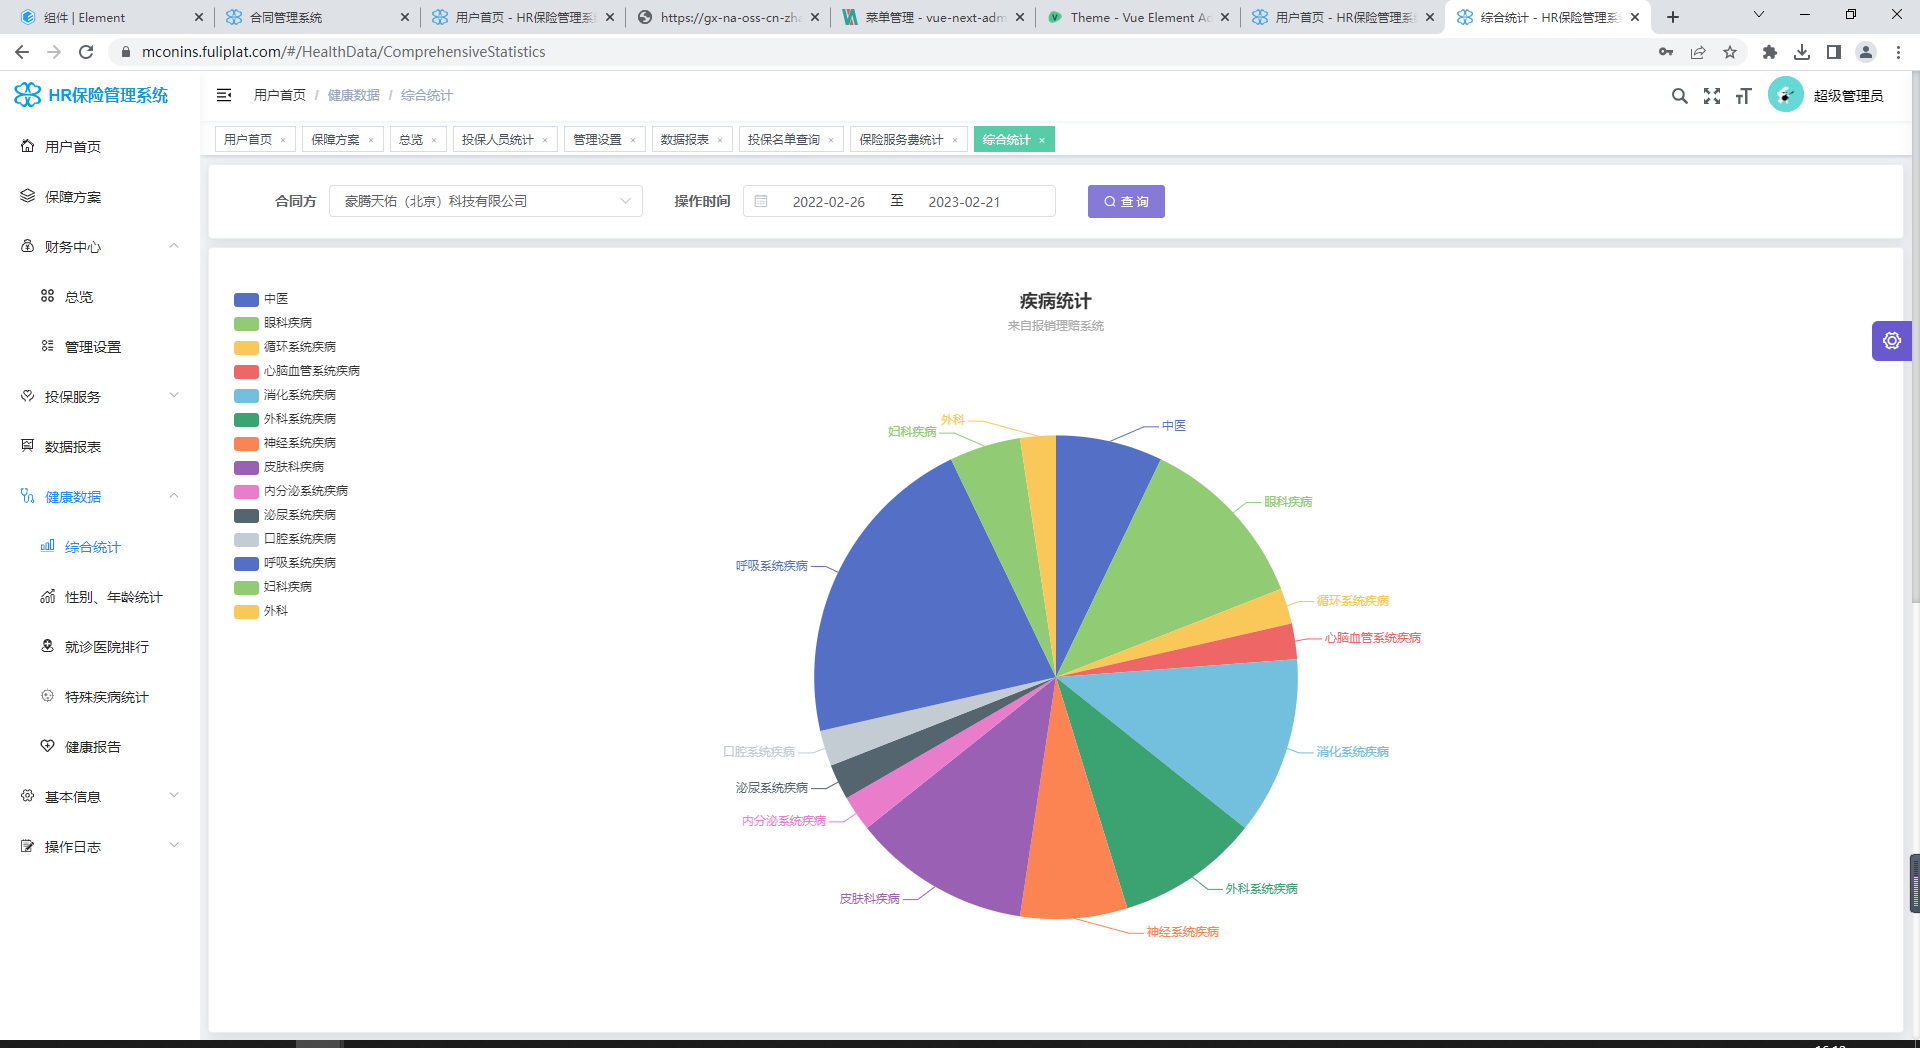 组件 | Element
合同管理系统
用户首页 - HR保险管理系
https://gx-na-oss-cn-zha
菜单管理 - vue-next-adm
Theme - Vue Element Ad
用户首页 - HR保险管理系
综合统计 - HR保险管理系
mconins.fuliplat.com/#/HealthData/ComprehensiveStatistics
HR保险管理系统
用户首页 / 健康数据 / 综合统计
超级管理员
用户首页
保障方案
总览
投保人员统计
管理设置
数据报表
投保名单查询
保险服务费统计
综合统计
用户首页
保障方案
财务中心
总览
管理设置
投保服务
数据报表
健康数据
综合统计
性别、年龄统计
就诊医院排行
特殊疾病统计
健康报告
基本信息
操作日志
合同方
豪腾天佑（北京）科技有限公司
操作时间
2022-02-26 至 2023-02-21
查 询
中医
眼科疾病
循环系统疾病
心脑血管系统疾病
消化系统疾病
外科系统疾病
神经系统疾病
皮肤科疾病
内分泌系统疾病
泌尿系统疾病
口腔系统疾病
呼吸系统疾病
妇科疾病
外科
疾病统计
来自报销理赔系统
外科
中医
妇科疾病
眼科疾病
呼吸系统疾病
循环系统疾病
心脑血管系统疾病
口腔系统疾病
消化系统疾病
泌尿系统疾病
内分泌系统疾病
外科系统疾病
皮肤科疾病
神经系统疾病